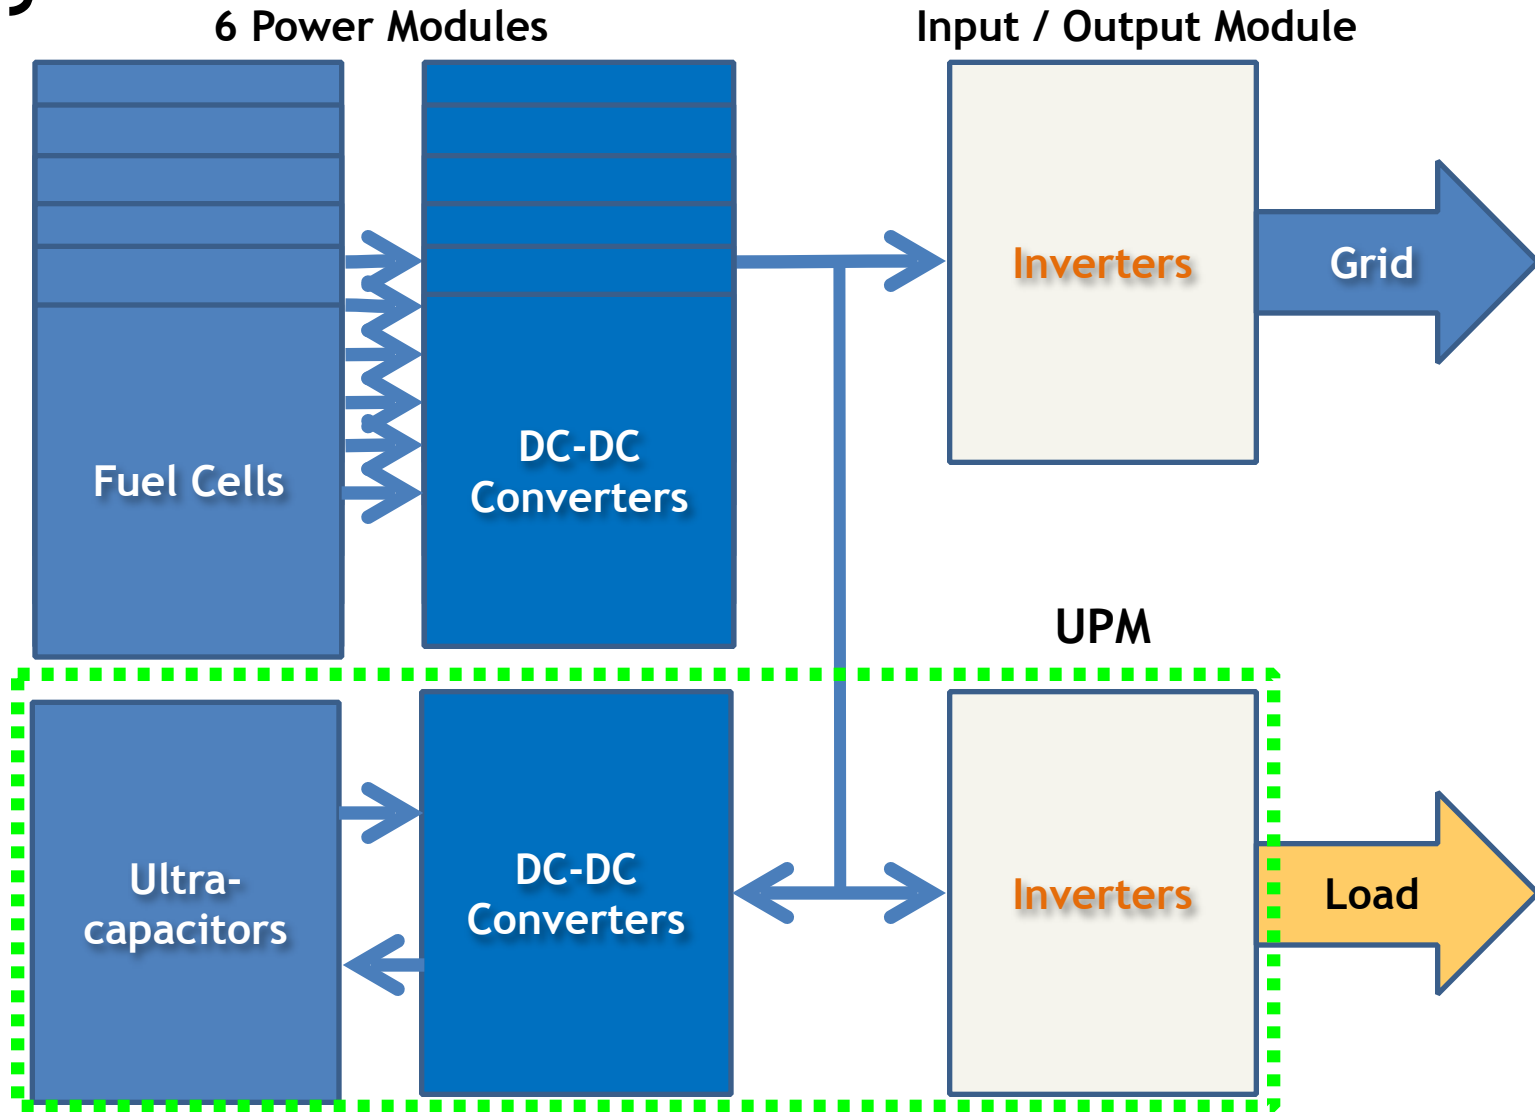 6 Power Modules
Input / Output Module
Fuel Cells
DC-DC
Converters
Inverters
Grid
UPM
Ultra-
capacitors
DC-DC
Converters
Inverters
Load